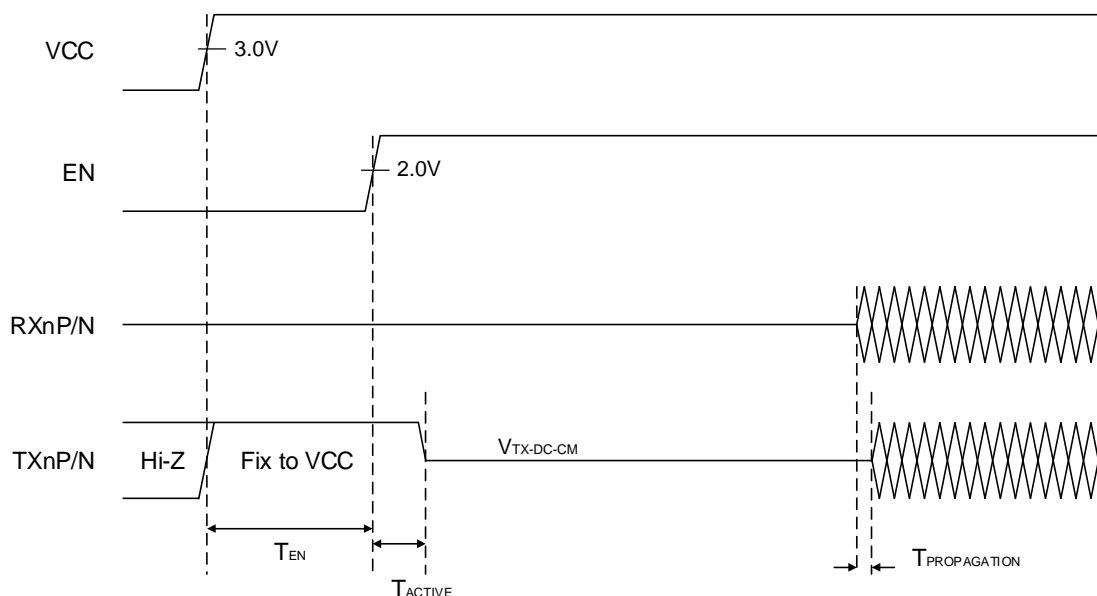 VCC
3.0V
EN
2.0V
RXnP/N
TXnP/N
Hi-Z
Fix to VCC
VTX-DC-CM
TEN
TACTIVE
TPROPAGATION